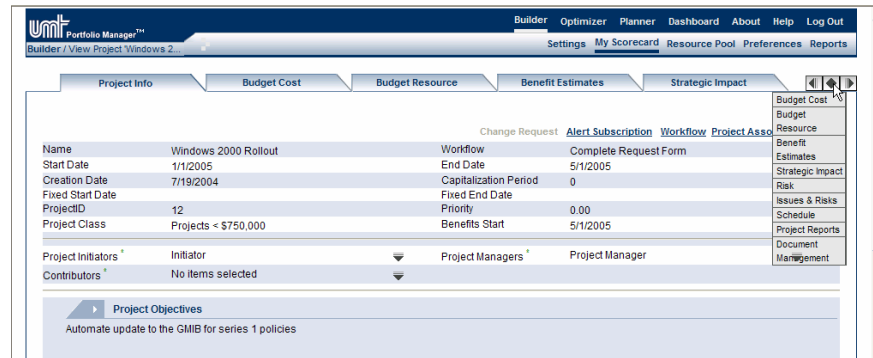 Builder Optimizer Planner Dashboard About Help Log Out
umt Portfolio Manager™
Builder / View Project 'Windows 2...
Settings My Scorecard Resource Pool Preferences Reports
Project Info Budget Cost Budget Resource Benefit Estimates Strategic Impact
Budget Cost
Budget
Resource
Benefit
Estimates
Strategic Impact
Risk
Issues & Risks
Schedule
Project Reports
Document
Management
Change Request Alert Subscription Workflow Project Asso
Name Windows 2000 Rollout Workflow Complete Request Form
Start Date 1/1/2005 End Date 5/1/2005
Creation Date 7/19/2004 Capitalization Period 0
Fixed Start Date Fixed End Date
ProjectID 12 Priority 0.00
Project Class Projects < $750,000 Benefits Start 5/1/2005
Project Initiators * Initiator Project Managers * Project Manager
Contributors * No items selected
Project Objectives
Automate update to the GMIB for series 1 policies